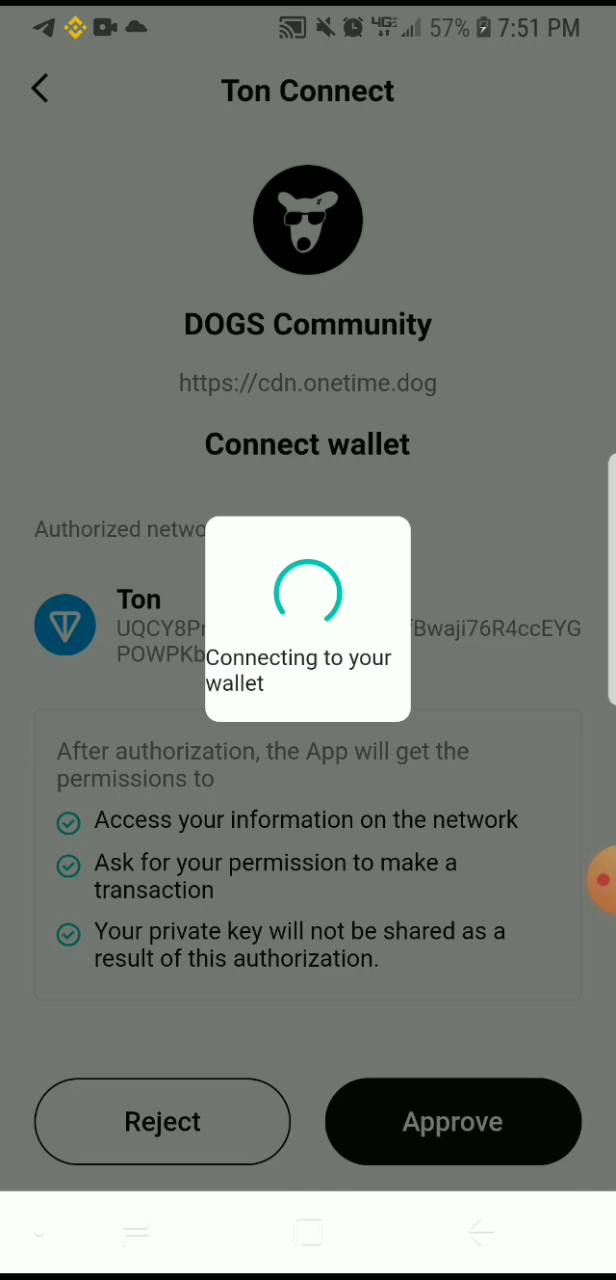 57% 7:51 PM
Ton Connect
DOGS Community
https://cdn.onetime.dog
Connect wallet
Authorized netwo
Ton
UQCY8P Bwaji76R4ccEYG
POWPKb
Connecting to your
wallet
After authorization, the App will get the
permissions to
Access your information on the network
Ask for your permission to make a
transaction
Your private key will not be shared as a
result of this authorization.
Reject
Approve